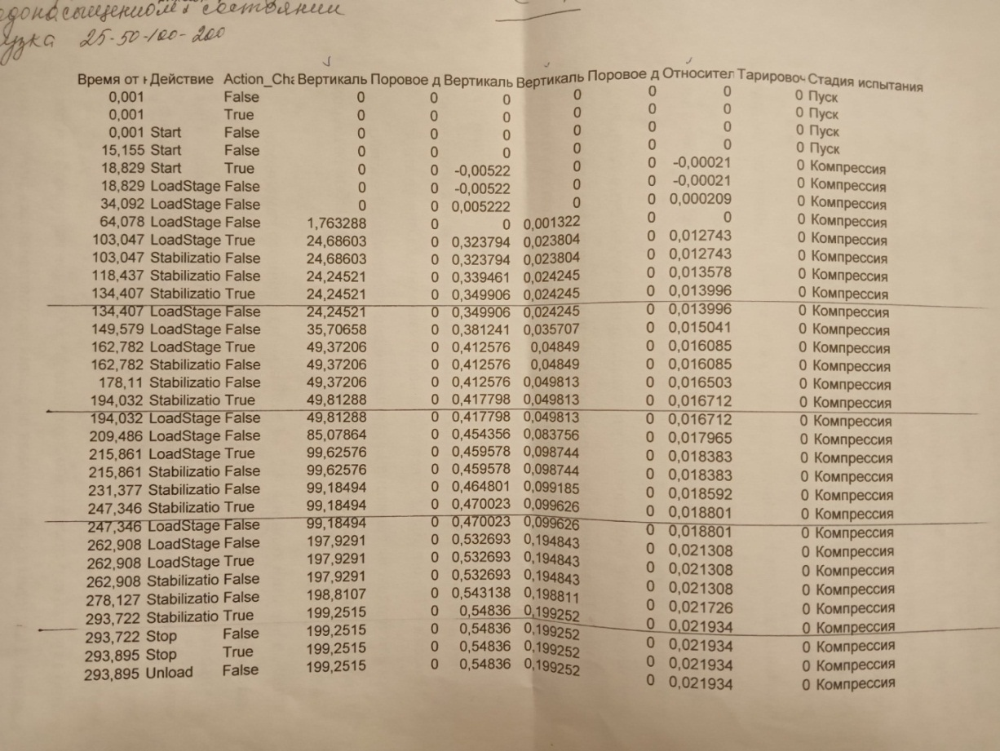 водонасыщенном состоянии
25-50-100-200
Время от н Действие Action_Cha Вертикаль Поровое д Вертикаль Вертикаль Поровое д Относител Тарировоч Стадия испытания
0,001 False 0 0 0 0 0 0 0 Пуск
0,001 True 0 0 0 0 0 0 0 Пуск
0,001 Start False 0 0 0 0 0 0 0 Пуск
15,155 Start False 0 0 0 0 0 0 0 Пуск
18,829 Start True 0 0 -0,00522 0 0 -0,00021 0 Компрессия
18,829 LoadStage False 0 0 -0,00522 0 0 -0,00021 0 Компрессия
34,092 LoadStage False 0 0 0,005222 0 0 0,000209 0 Компрессия
64,078 LoadStage False 1,763288 0 0 0,001322 0 0 0 Компрессия
103,047 LoadStage True 24,68603 0 0,323794 0,023804 0 0,012743 0 Компрессия
103,047 Stabilizatio False 24,68603 0 0,323794 0,023804 0 0,012743 0 Компрессия
118,437 Stabilizatio False 24,24521 0 0,339461 0,024245 0 0,013578 0 Компрессия
134,407 Stabilizatio True 24,24521 0 0,349906 0,024245 0 0,013996 0 Компрессия
134,407 LoadStage False 24,24521 0 0,349906 0,024245 0 0,013996 0 Компрессия
149,579 LoadStage False 35,70658 0 0,381241 0,035707 0 0,015041 0 Компрессия
162,782 LoadStage True 49,37206 0 0,412576 0,04849 0 0,016085 0 Компрессия
162,782 Stabilizatio False 49,37206 0 0,412576 0,04849 0 0,016085 0 Компрессия
178,11 Stabilizatio False 49,37206 0 0,412576 0,049813 0 0,016503 0 Компрессия
194,032 Stabilizatio True 49,81288 0 0,417798 0,049813 0 0,016712 0 Компрессия
194,032 LoadStage False 49,81288 0 0,417798 0,049813 0 0,016712 0 Компрессия
209,486 LoadStage False 85,07864 0 0,454356 0,083756 0 0,017965 0 Компрессия
215,861 LoadStage True 99,62576 0 0,459578 0,098744 0 0,018383 0 Компрессия
215,861 Stabilizatio False 99,62576 0 0,459578 0,098744 0 0,018383 0 Компрессия
231,377 Stabilizatio False 99,18494 0 0,464801 0,099185 0 0,018592 0 Компрессия
247,346 Stabilizatio True 99,18494 0 0,470023 0,099626 0 0,018801 0 Компрессия
247,346 LoadStage False 99,18494 0 0,470023 0,099626 0 0,018801 0 Компрессия
262,908 LoadStage False 197,9291 0 0,532693 0,194843 0 0,021308 0 Компрессия
262,908 LoadStage True 197,9291 0 0,532693 0,194843 0 0,021308 0 Компрессия
262,908 Stabilizatio False 197,9291 0 0,532693 0,194843 0 0,021308 0 Компрессия
278,127 Stabilizatio False 198,8107 0 0,543138 0,198811 0 0,021726 0 Компрессия
293,722 Stabilizatio True 199,2515 0 0,54836 0,199252 0 0,021934 0 Компрессия
293,722 Stop False 199,2515 0 0,54836 0,199252 0 0,021934 0 Компрессия
293,895 Stop True 199,2515 0 0,54836 0,199252 0 0,021934 0 Компрессия
293,895 Unload False 199,2515 0 0,54836 0,199252 0 0,021934 0 Компрессия